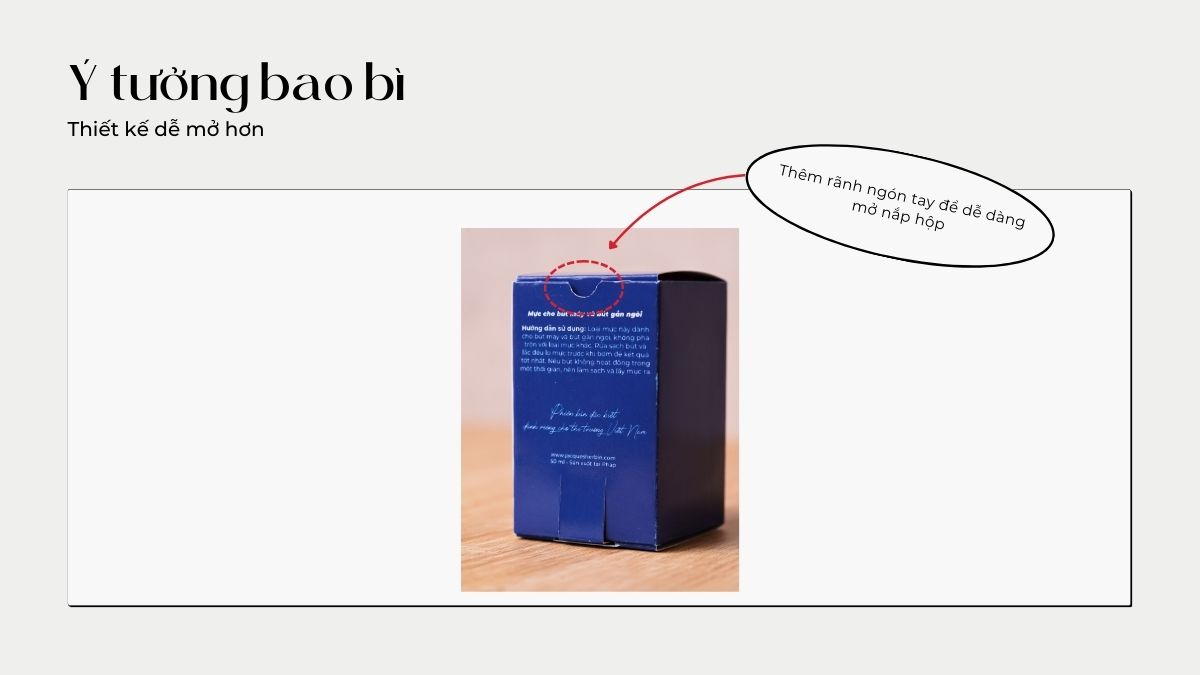 Ý tưởng bao bì
Thiết kế dễ mở hơn
Thêm rãnh ngón tay để dễ dàng
mở nắp hộp
Mực cho bút máy và bút gắn ngòi
Hướng dẫn sử dụng: Loại mực này dành
cho bút máy và bút gắn ngòi, không pha
trộn với loại mực khác. Rửa sạch bút và
lắc đều lọ mực trước khi bơm để kết quả
tốt nhất. Nếu bút không hoạt động trong
một thời gian, nên làm sạch và lấy mực ra.
Phiên bản đặc biệt
dành riêng cho thị trường Việt Nam
www.jacquesherbin.com
50 ml - Sản xuất tại Pháp